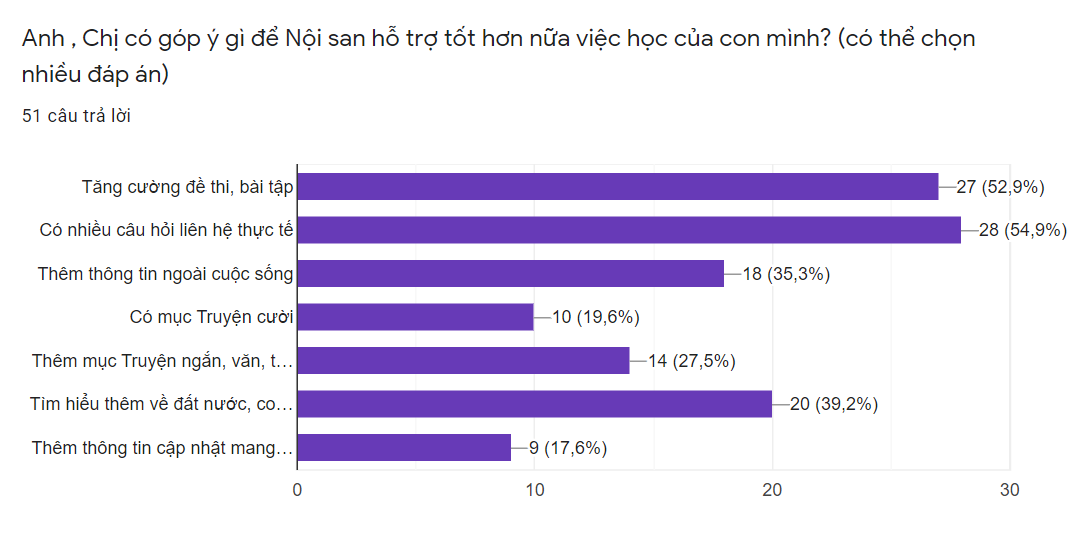 Anh , Chị có góp ý gì để Nội san hỗ trợ tốt hơn nữa việc học của con mình? (có thể chọn
nhiều đáp án)
51 câu trả lời
Tăng cường đề thi, bài tập 27 (52,9%)
Có nhiều câu hỏi liên hệ thực tế 28 (54,9%)
Thêm thông tin ngoài cuộc sống 18 (35,3%)
Có mục Truyện cười 10 (19,6%)
Thêm mục Truyện ngắn, văn, t… 14 (27,5%)
Tìm hiểu thêm về đất nước, co… 20 (39,2%)
Thêm thông tin cập nhật mang… 9 (17,6%)
0 10 20 30